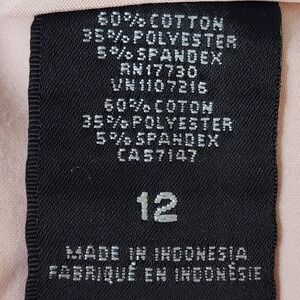 60% COTTON
35% POLYESTER
5% SPANDEX
RN17730
VN1107216
60% COTON
35% POLYESTER
5% SPANDEX
CA57147
12
MADE IN INDONESIA
FABRIQUÉ EN INDONÈSIE